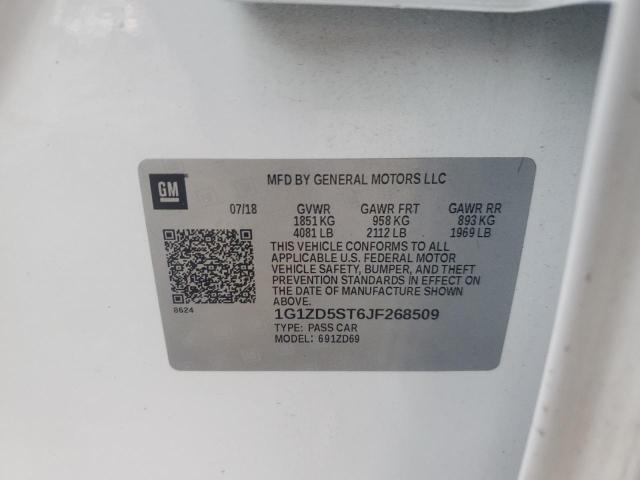 GM
MFD BY GENERAL MOTORS LLC
07/18 GVWR GAWR FRT GAWR RR
1851 KG 958 KG 893 KG
4081 LB 2112 LB 1969 LB
THIS VEHICLE CONFORMS TO ALL
APPLICABLE U.S. FEDERAL MOTOR
VEHICLE SAFETY, BUMPER, AND THEFT
PREVENTION STANDARDS IN EFFECT
ON THE DATE OF MANUFACTURE SHOWN
ABOVE.
8624
1G1ZD5ST6JF268509
TYPE: PASS CAR
MODEL: 691ZD69